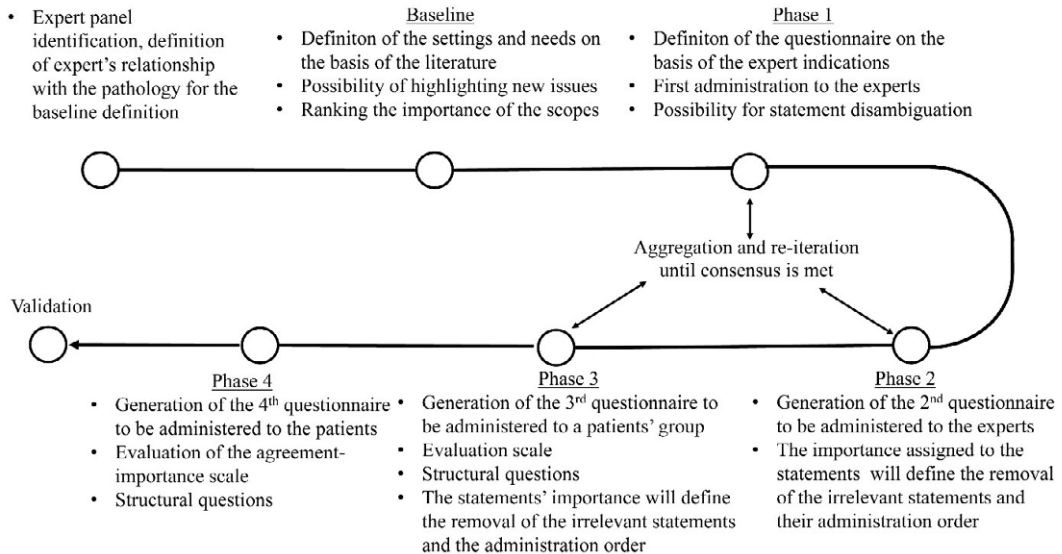 • Expert panel
identification, definition
of expert's relationship
with the pathology for the
baseline definition
Baseline
• Definiton of the settings and needs on
the basis of the literature
• Possibility of highlighting new issues
• Ranking the importance of the scopes
Phase 1
• Definiton of the questionnaire on the
basis of the expert indications
• First administration to the experts
• Possibility for statement disambiguation
Aggregation and re-iteration
until consensus is met
Validation
Phase 4
• Generation of the 4th questionnaire
to be administered to the patients
• Evaluation of the agreement-
importance scale
• Structural questions
Phase 3
• Generation of the 3rd questionnaire to
be administered to a patients' group
• Evaluation scale
• Structural questions
• The statements' importance will define
the removal of the irrelevant statements
and the administration order
Phase 2
• Generation of the 2nd questionnaire
to be administered to the experts
• The importance assigned to the
statements will define the removal
of the irrelevant statements and
their administration order